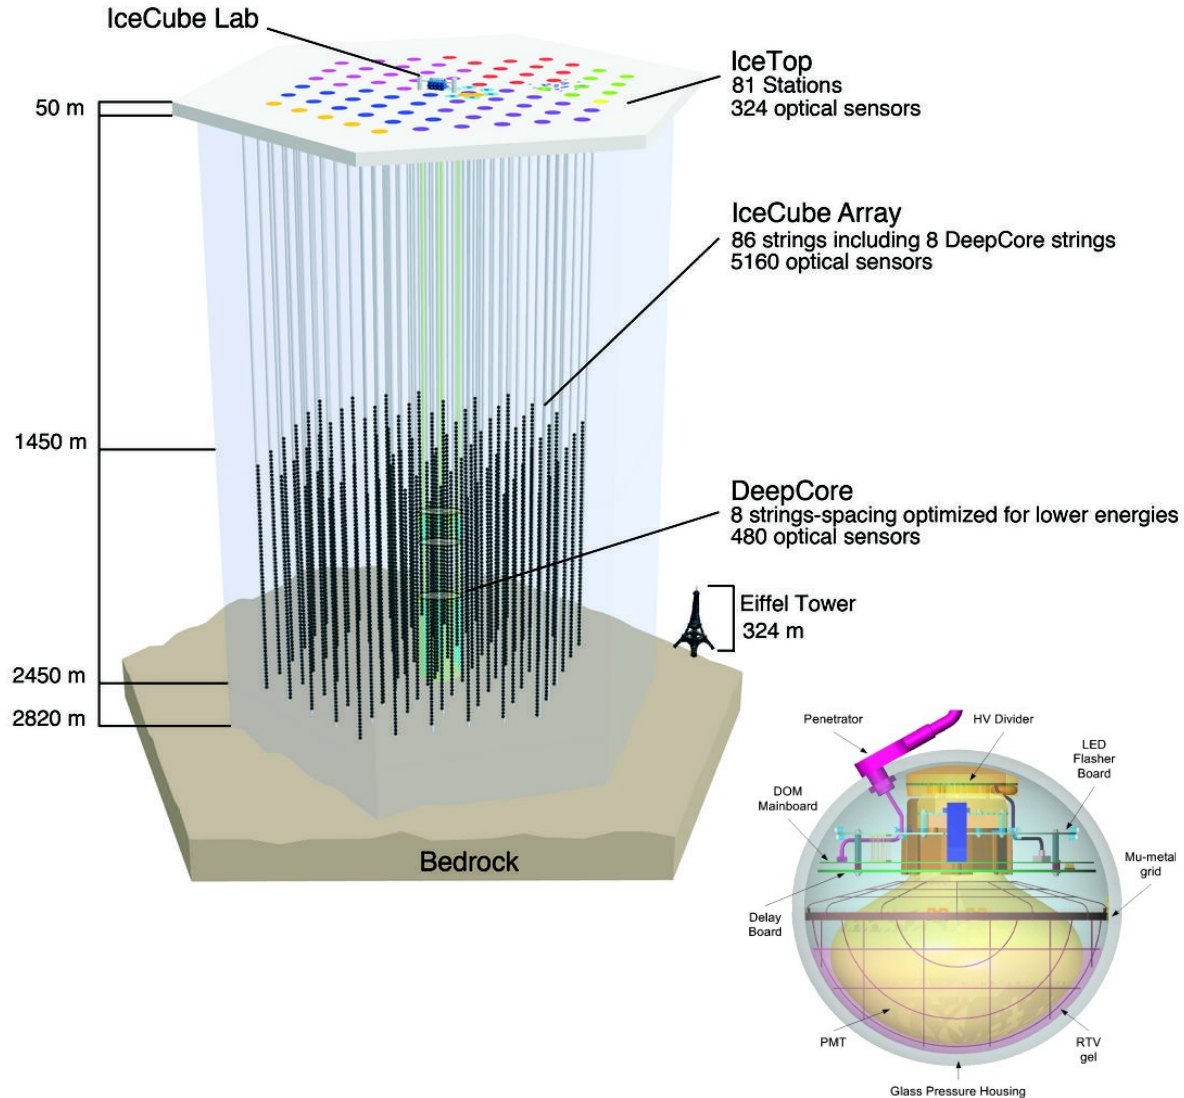 IceCube Lab
IceTop
81 Stations
324 optical sensors
50 m
IceCube Array
86 strings including 8 DeepCore strings
5160 optical sensors
1450 m
DeepCore
8 strings-spacing optimized for lower energies
480 optical sensors
Eiffel Tower
324 m
2450 m
2820 m
Bedrock
Penetrator
HV Divider
LED
Flasher
Board
DOM
Mainboard
Mu-metal
grid
Delay
Board
PMT
RTV
gel
Glass Pressure Housing